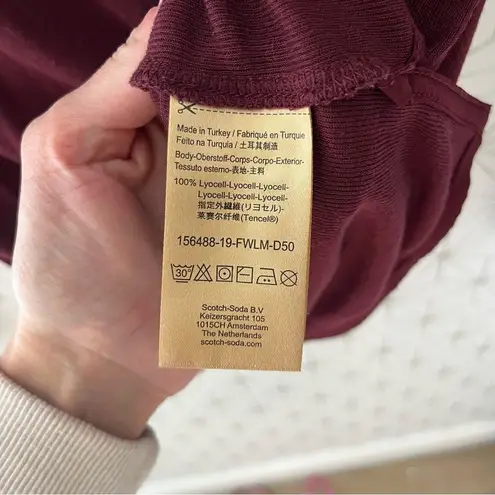 Made in Turkey / Fabriqué en Turquie
Feito na Turquia / 土耳其制造
Body-Oberstoff-Corps-Corpo-Exterior-
Tessuto esterno-表地-主料
100% Lyocell-Lyocell-Lyocell-
Lyocell-Lyocell-Lyocell-
指定外繊維(リヨセル)-
莱赛尔纤维(Tencel®)
156488-19-FWLM-D50
30°
Scotch-Soda B.V
Keizersgracht 105
1015CH Amsterdam
The Netherlands
scotch-soda.com